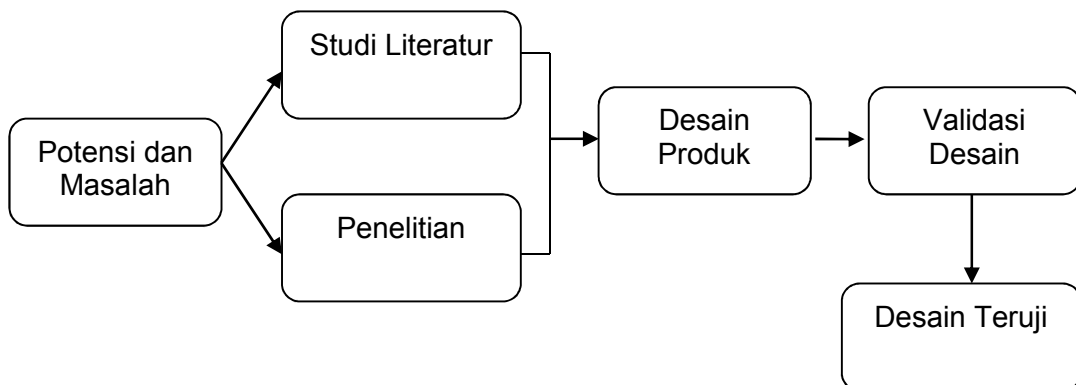 Potensi dan
Masalah
Studi Literatur
Penelitian
Desain
Produk
Validasi
Desain
Desain Teruji